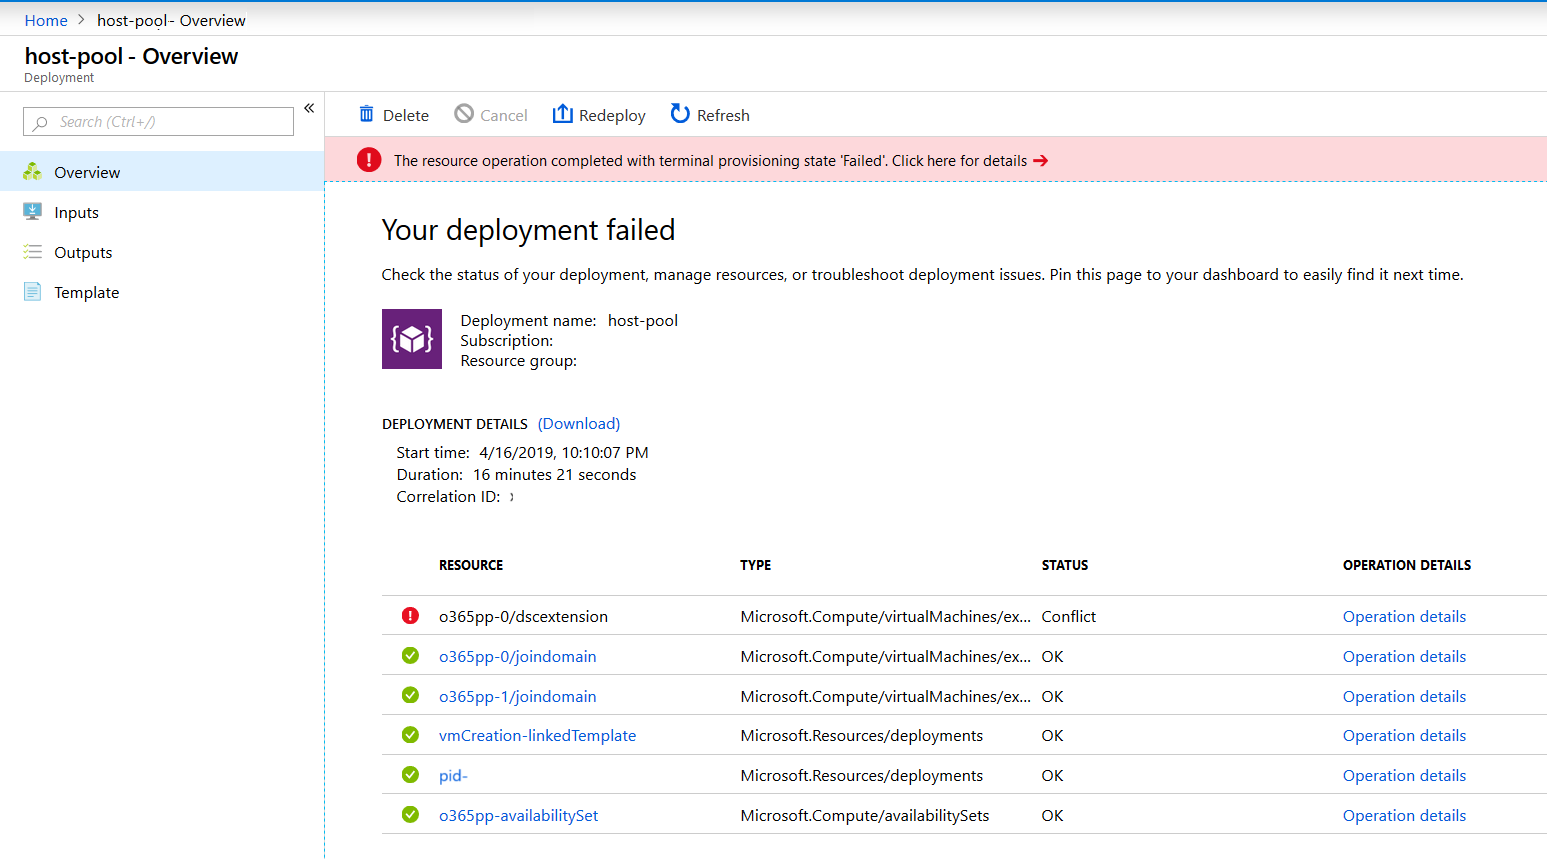 Home > host-pool - Overview
host-pool - Overview
Deployment
Search (Ctrl+/)
«
Overview
Inputs
Outputs
Template
Delete Cancel Redeploy Refresh
The resource operation completed with terminal provisioning state 'Failed'. Click here for details →
Your deployment failed
Check the status of your deployment, manage resources, or troubleshoot deployment issues. Pin this page to your dashboard to easily find it next time.
Deployment name: host-pool
Subscription:
Resource group:
DEPLOYMENT DETAILS (Download)
Start time: 4/16/2019, 10:10:07 PM
Duration: 16 minutes 21 seconds
Correlation ID:
RESOURCE TYPE STATUS OPERATION DETAILS
o365pp-0/dscextension Microsoft.Compute/virtualMachines/ex... Conflict Operation details
o365pp-0/joindomain Microsoft.Compute/virtualMachines/ex... OK Operation details
o365pp-1/joindomain Microsoft.Compute/virtualMachines/ex... OK Operation details
vmCreation-linkedTemplate Microsoft.Resources/deployments OK Operation details
pid- Microsoft.Resources/deployments OK Operation details
o365pp-availabilitySet Microsoft.Compute/availabilitySets OK Operation details